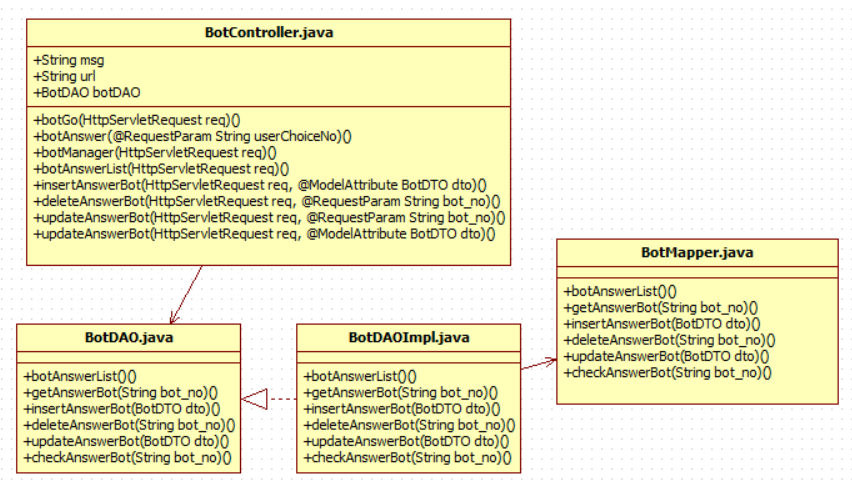 BotController.java
+String msg
+String url
+BotDAO botDAO
+botGo(HttpServletRequest req)()
+botAnswer(@RequestParam String userChoiceNo)()
+botManager(HttpServletRequest req)()
+botAnswerList(HttpServletRequest req)()
+insertAnswerBot(HttpServletRequest req, @ModelAttribute BotDTO dto)()
+deleteAnswerBot(HttpServletRequest req, @RequestParam String bot_no)()
+updateAnswerBot(HttpServletRequest req, @RequestParam String bot_no)()
+updateAnswerBot(HttpServletRequest req, @ModelAttribute BotDTO dto)()
BotMapper.java
+botAnswerList()()
+getAnswerBot(String bot_no)()
+insertAnswerBot(BotDTO dto)()
+deleteAnswerBot(String bot_no)()
+updateAnswerBot(BotDTO dto)()
+checkAnswerBot(String bot_no)()
BotDAO.java
+botAnswerList()()
+getAnswerBot(String bot_no)()
+insertAnswerBot(BotDTO dto)()
+deleteAnswerBot(String bot_no)()
+updateAnswerBot(BotDTO dto)()
+checkAnswerBot(String bot_no)()
BotDAOImpl.java
+botAnswerList()()
+getAnswerBot(String bot_no)()
+insertAnswerBot(BotDTO dto)()
+deleteAnswerBot(String bot_no)()
+updateAnswerBot(BotDTO dto)()
+checkAnswerBot(String bot_no)()